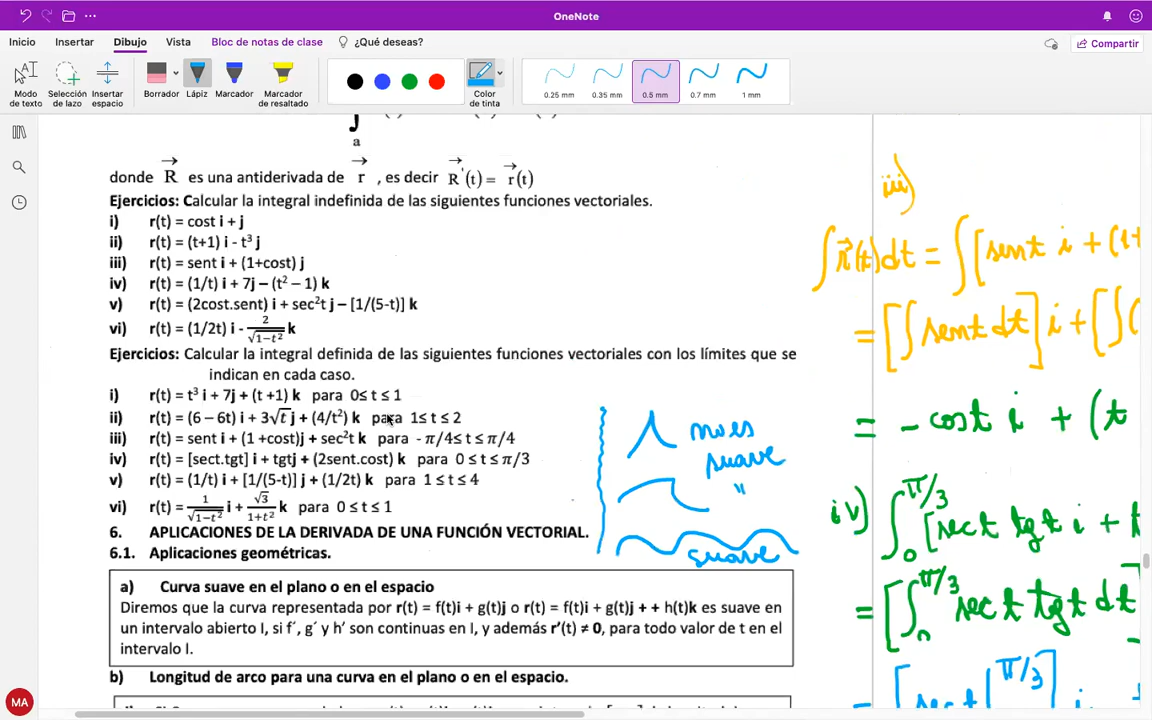 OneNote
Inicio Insertar Dibujo Vista Bloc de notas de clase ¿Qué deseas? Compartir
Modo de texto Selección de lazo Insertar espacio Borrador Lápiz Marcador Marcador de resaltado Color de tinta 0.25 mm 0.35 mm 0.5 mm 0.7 mm 1 mm
∫
a
donde R⃗ es una antiderivada de r⃗ , es decir R⃗'(t) = r⃗(t)
Ejercicios: Calcular la integral indefinida de las siguientes funciones vectoriales.
i) r(t) = cost i + j
ii) r(t) = (t+1) i - t³ j
iii) r(t) = sent i + (1+cost) j
iv) r(t) = (1/t) i + 7j – (t² – 1) k
v) r(t) = (2cost.sent) i + sec²t j – [1/(5-t)] k
vi) r(t) = (1/2t) i - 2/√(1−t²) k
Ejercicios: Calcular la integral definida de las siguientes funciones vectoriales con los límites que se
indican en cada caso.
i) r(t) = t³ i + 7j + (t +1) k para 0≤ t ≤ 1
ii) r(t) = (6 – 6t) i + 3√t j + (4/t²) k para 1≤ t ≤ 2
iii) r(t) = sent i + (1 +cost)j + sec²t k para - π/4≤ t ≤ π/4
iv) r(t) = [sect.tgt] i + tgtj + (2sent.cost) k para 0 ≤ t ≤ π/3
v) r(t) = (1/t) i + [1/(5-t)] j + (1/2t) k para 1 ≤ t ≤ 4
vi) r(t) = 1/√(1−t²) i + √3/(1+t²) k para 0 ≤ t ≤ 1
6. APLICACIONES DE LA DERIVADA DE UNA FUNCIÓN VECTORIAL.
6.1. Aplicaciones geométricas.
a) Curva suave en el plano o en el espacio
Diremos que la curva representada por r(t) = f(t)i + g(t)j o r(t) = f(t)i + g(t)j + + h(t)k es suave en
un intervalo abierto I, si f´, g´ y h' son continuas en I, y además r'(t) ≠ 0, para todo valor de t en el
intervalo I.
b) Longitud de arco para una curva en el plano o en el espacio.
no es
suave
"
suave
iii)
∫ r⃗(t)dt = ∫ [sent i + (1+
= [∫ sent dt] i + [∫ (
= - cost i + (t
iv) ∫₀^π/3 [sect tgt i + t
= [∫₀^π/3 sect tgt dt]
= [sect |^π/3] i
MA